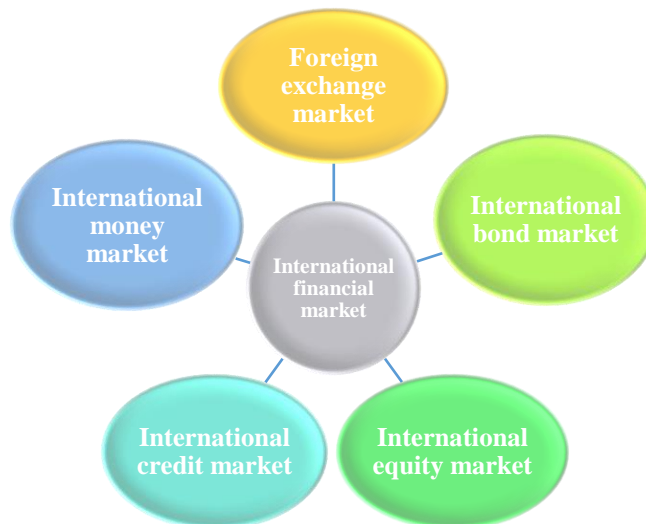 Foreign
exchange
market
International
money
market
International
bond market
International
financial
market
International
credit market
International
equity market